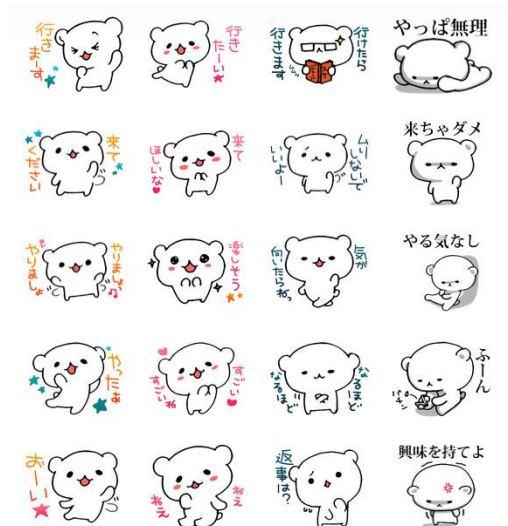 行き
まーす
行き
たーい
行けたら
行きます
やっぱ無理
来て
ください
来て
ほしいな
ムリ
しないで
いいよー
来ちゃダメ
やりましょ
やりましょ
楽しそう
気が
向いたらねっ
やる気なし
やったぁ
すごい
すごいね
なるほど
なるほど
ふーん
パチン
おーい
ねえ
ねえ
返事は?
興味を持てよ